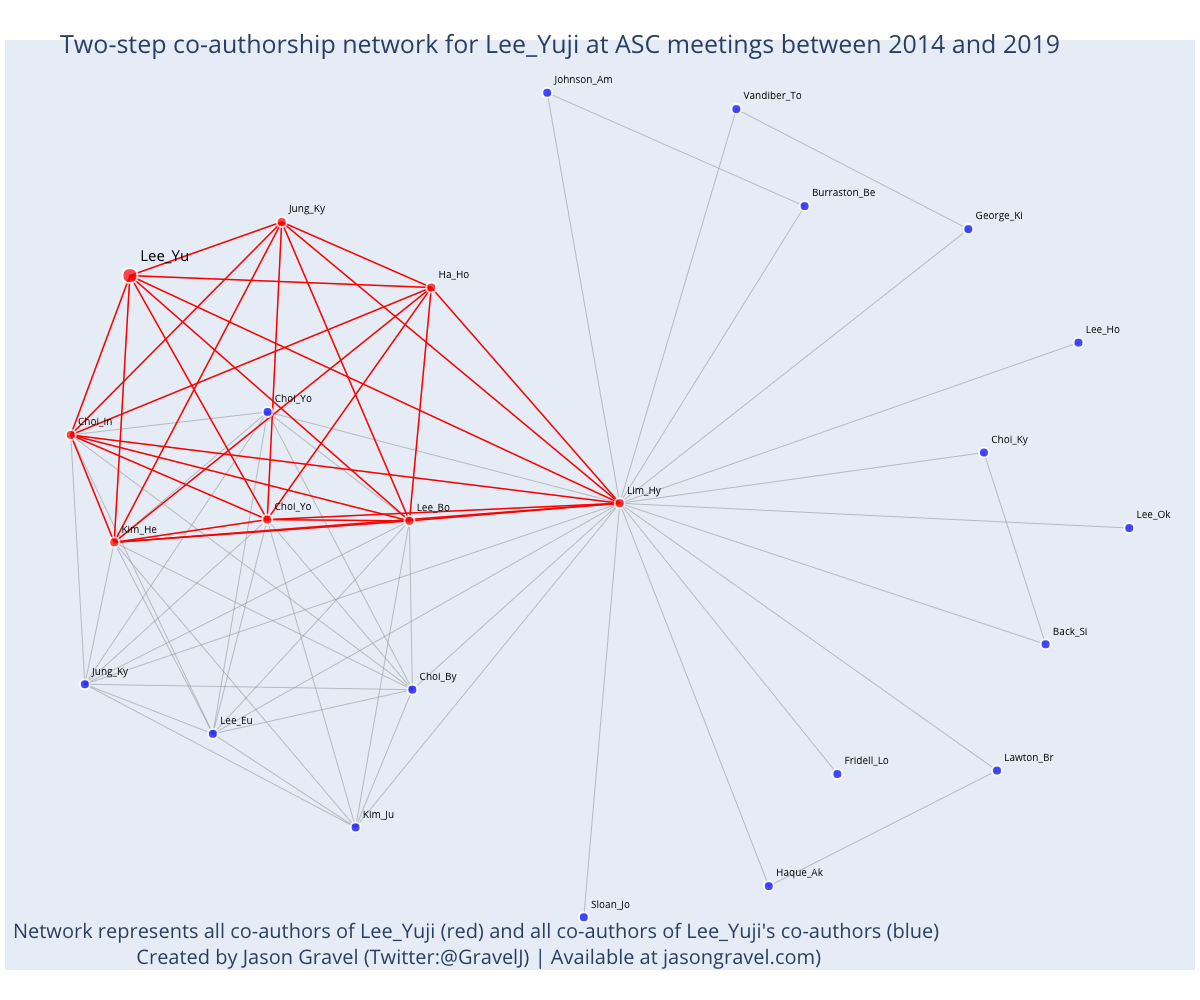 Two-step co-authorship network for Lee_Yuji at ASC meetings between 2014 and 2019
Johnson_Am
Vandiber_To
Burraston_Be
Jung_Ky
George_Ki
Lee_Yu
Ha_Ho
Lee_Ho
Choi_Yo
Choi_In
Choi_Ky
Lim_Hy
Choi_Yo
Lee_Bo
Lee_Ok
Kim_He
Back_Si
Jung_Ky
Choi_By
Lee_Eu
Fridell_Lo
Lawton_Br
Kim_Ju
Haque_Ak
Sloan_Jo
Network represents all co-authors of Lee_Yuji (red) and all co-authors of Lee_Yuji's co-authors (blue)
Created by Jason Gravel (Twitter:@GravelJ) | Available at jasongravel.com)